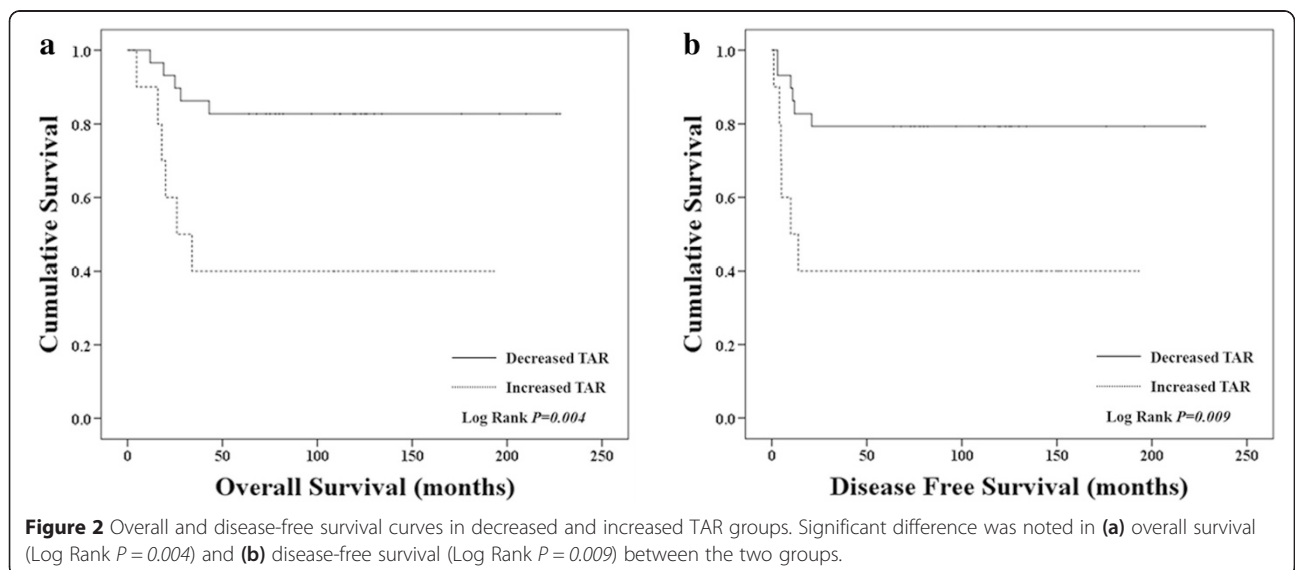 a
1.0
0.8
0.6
0.4
0.2
0.0
Cumulative Survival
Decreased TAR
Increased TAR
Log Rank P=0.004
0 50 100 150 200 250
Overall Survival (months)
b
1.0
0.8
0.6
0.4
0.2
0.0
Cumulative Survival
Decreased TAR
Increased TAR
Log Rank P=0.009
0 50 100 150 200 250
Disease Free Survival (months)
Figure 2 Overall and disease-free survival curves in decreased and increased TAR groups. Significant difference was noted in (a) overall survival
(Log Rank P = 0.004) and (b) disease-free survival (Log Rank P = 0.009) between the two groups.